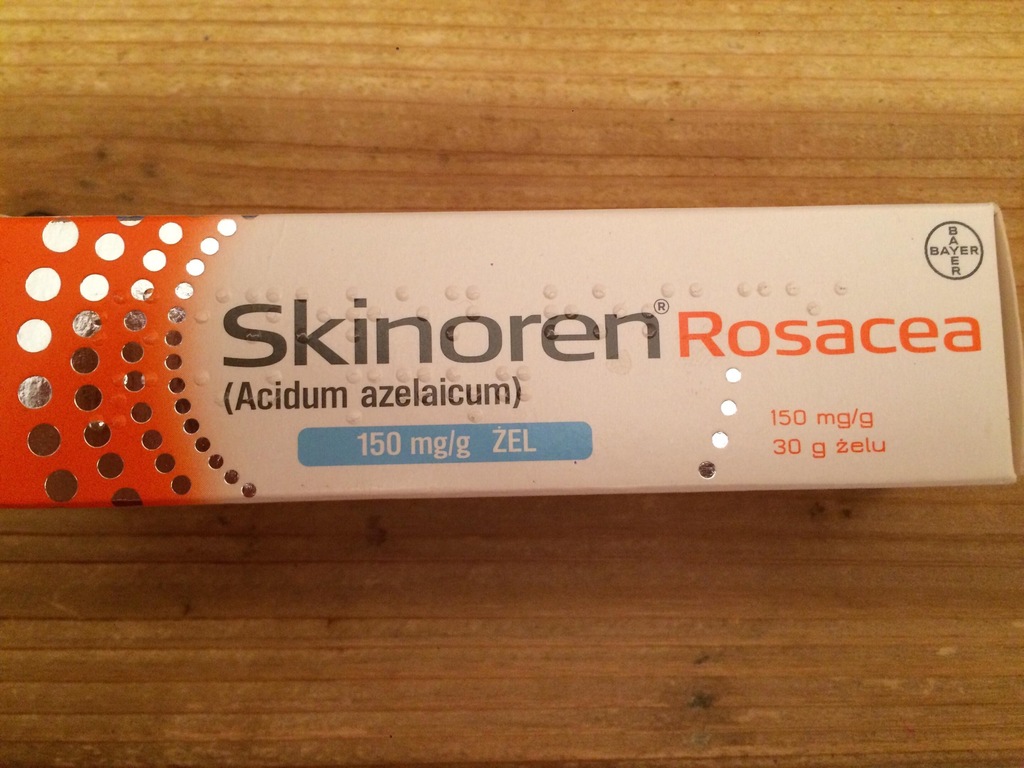 Skinoren® Rosacea
(Acidum azelaicum)
150 mg/g ŻEL
150 mg/g
30 g żelu
BAYER
BAYER